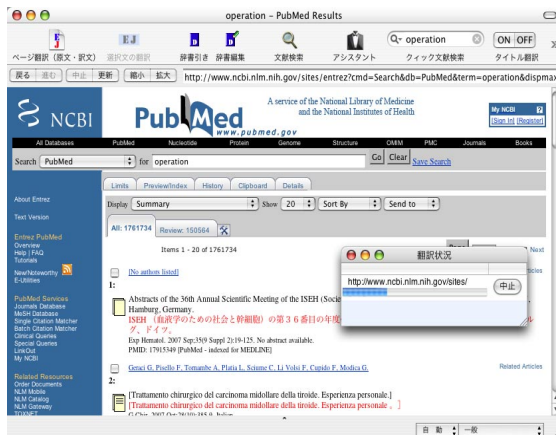 operation - PubMed Results
ページ翻訳（原文・訳文）
選択文の翻訳
辞書引き 辞書編集
文献検索
アシスタント
operation
クィック文献検索
ON OFF
タイトル翻訳
戻る 進む 中止 更新 縮小 拡大 http://www.ncbi.nlm.nih.gov/sites/entrez?cmd=Search&db=PubMed&term=operation&dispmax
NCBI
PubMed
www.pubmed.gov
A service of the National Library of Medicine
and the National Institutes of Health
My NCBI
[Sign In] [Register]
All Databases PubMed Nucleotide Protein Genome Structure OMIM PMC Journals Books
Search PubMed for operation Go Clear Save Search
Limits Preview/Index History Clipboard Details
Display Summary Show 20 Sort By Send to
All: 1761734 Review: 150564
Items 1 - 20 of 1761734
Next
About Entrez
Text Version
Entrez PubMed
Overview
Help | FAQ
Tutorials
New/Noteworthy
E-Utilities
PubMed Services
Journals Database
MeSH Database
Single Citation Matcher
Batch Citation Matcher
Clinical Queries
Special Queries
LinkOut
My NCBI
Related Resources
Order Documents
NLM Mobile
NLM Catalog
NLM Gateway
TOXNET
翻訳状況
http://www.ncbi.nlm.nih.gov/sites/
中止
[No authors listed]
1:
Abstracts of the 36th Annual Scientific Meeting of the ISEH
Hamburg, Germany.
ISEH （血液学のための社会と幹細胞）の第３６番目の年度
グ、ドイツ。
Exp Hematol. 2007 Sep;35(9 Suppl 2):19-125. No abstract available.
PMID: 17915349 [PubMed - indexed for MEDLINE]
Geraci G, Pisello F, Tomambe A, Platia L, Sciume C, Li Volsi F, Cupido F, Modica G.
Related Articles
2:
[Trattamento chirurgico del carcinoma midollare della tiroide. Esperienza personale.]
[Trattamento chirurgico del carcinoma midollare della tiroide. Esperienza personale 。 ]
自動 一般